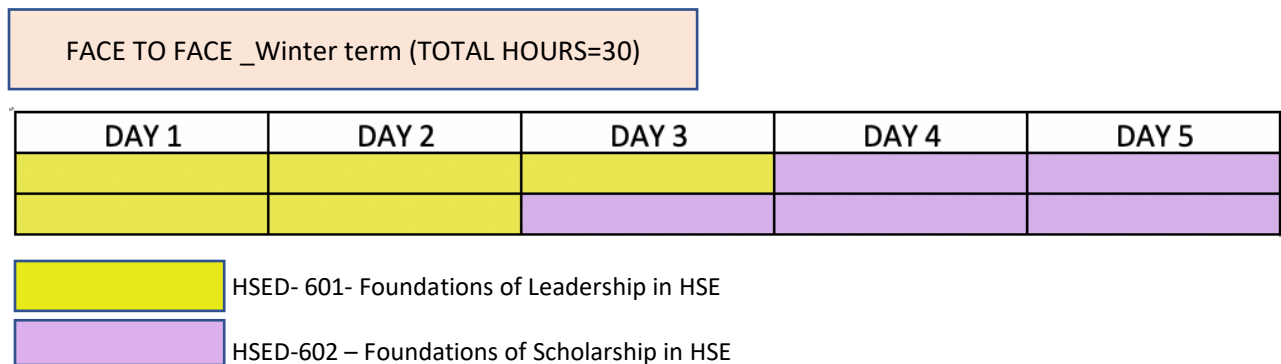 FACE TO FACE _Winter term (TOTAL HOURS=30)
DAY 1 DAY 2 DAY 3 DAY 4 DAY 5
HSED- 601- Foundations of Leadership in HSE
HSED-602 – Foundations of Scholarship in HSE